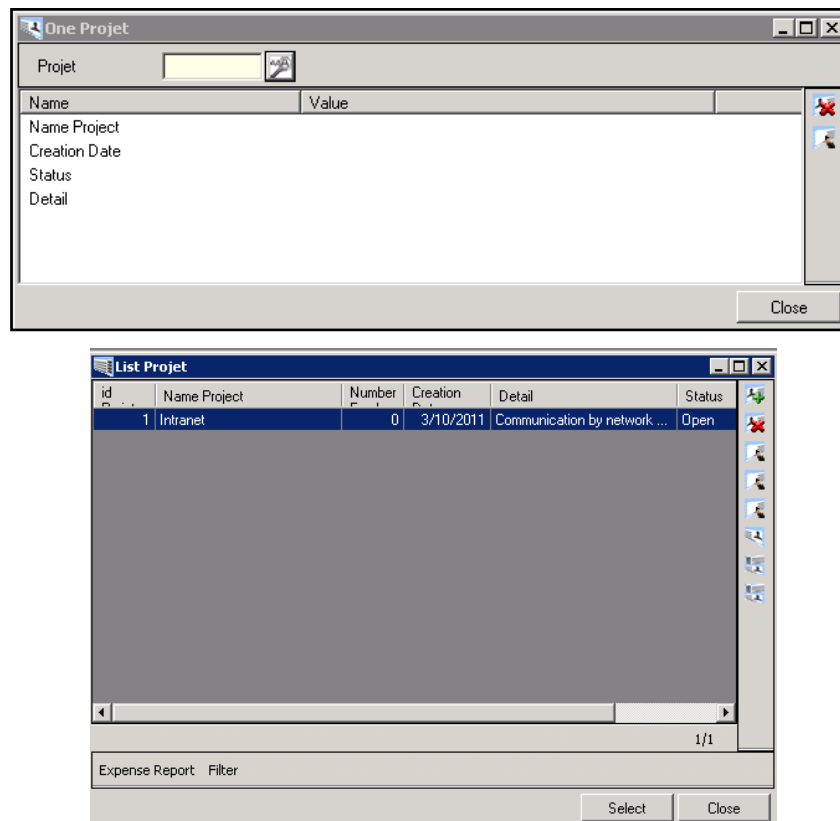 One Projet
Projet
Name Value
Name Project
Creation Date
Status
Detail
Close
List Projet
id Name Project Number Creation Detail Status
1 Intranet 0 3/10/2011 Communication by network ... Open
1/1
Expense Report Filter
Select Close